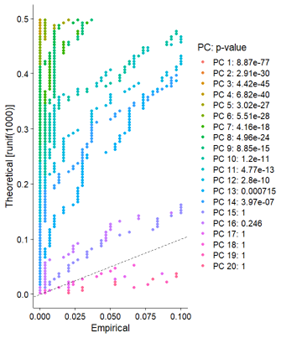 PC: p-value
PC 1: 8.87e-77
PC 2: 2.91e-30
PC 3: 4.42e-45
PC 4: 6.82e-40
PC 5: 3.02e-27
PC 6: 5.51e-28
PC 7: 4.16e-18
PC 8: 4.96e-24
PC 9: 8.85e-15
PC 10: 1.2e-11
PC 11: 4.77e-13
PC 12: 2.8e-10
PC 13: 0.000715
PC 14: 3.97e-07
PC 15: 1
PC 16: 0.246
PC 17: 1
PC 18: 1
PC 19: 1
PC 20: 1
Theoretical [runif(1000)]
0.5
0.4
0.3
0.2
0.1
0.0
0.000 0.025 0.050 0.075 0.100
Empirical